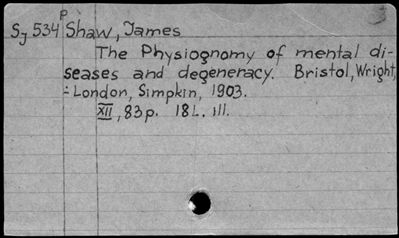 P
SJ 534 Shaw, James
The Physiognomy of mental di-
seases and degeneracy. Bristol, Wright,
- London, Simpkin, 1903.
XII, 83p. 18L. ill.